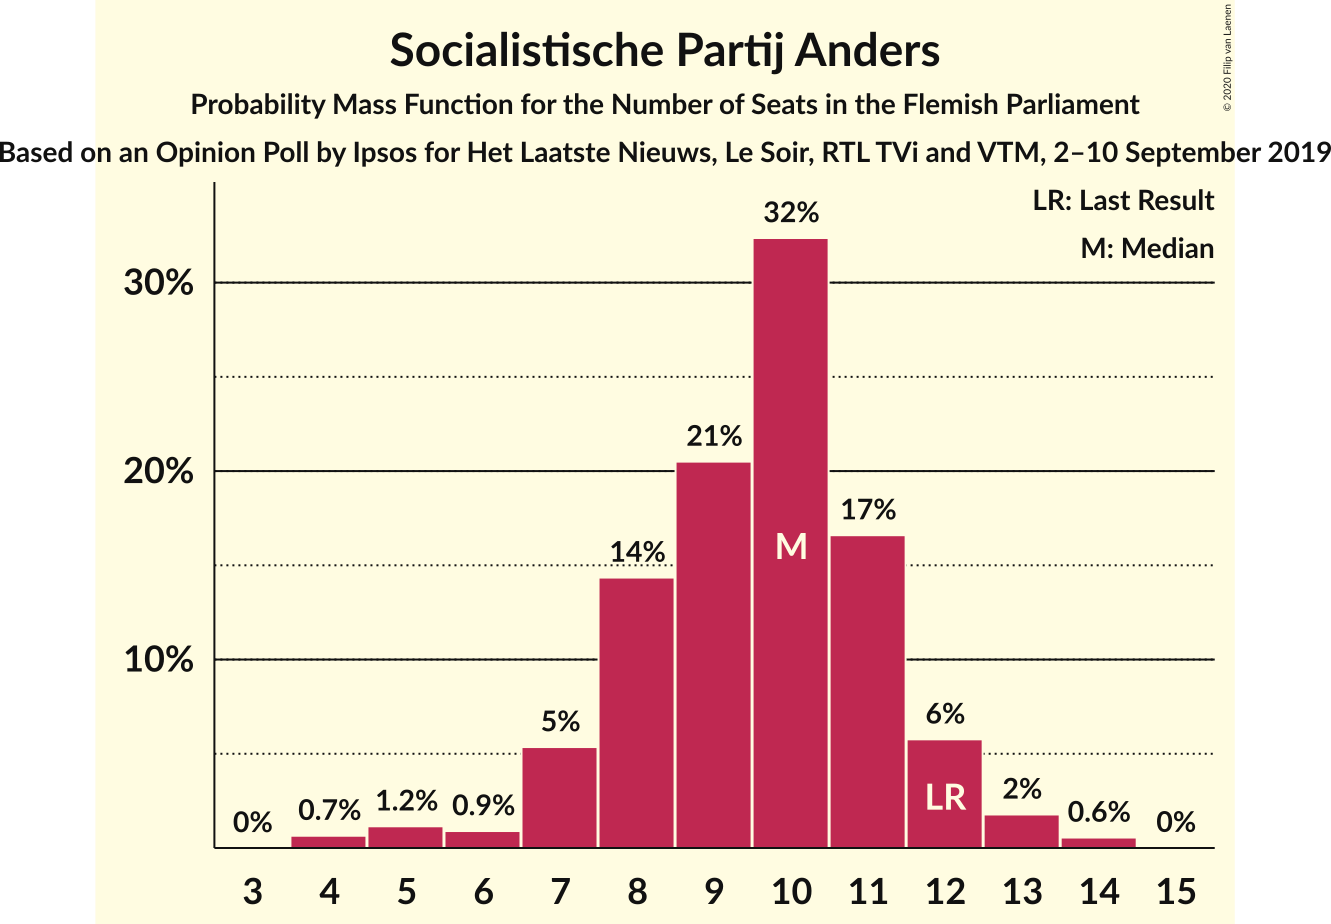 Socialistische Partij Anders
Probability Mass Function for the Number of Seats in the Flemish Parliament
Based on an Opinion Poll by Ipsos for Het Laatste Nieuws, Le Soir, RTL TVi and VTM, 2–10 September 2019
© 2020 Filip van Laenen
LR: Last Result
M: Median
30%
20%
10%
0%
0.7%
1.2%
0.9%
5%
14%
21%
32%
17%
6%
2%
0.6%
0%
M
LR
3 4 5 6 7 8 9 10 11 12 13 14 15